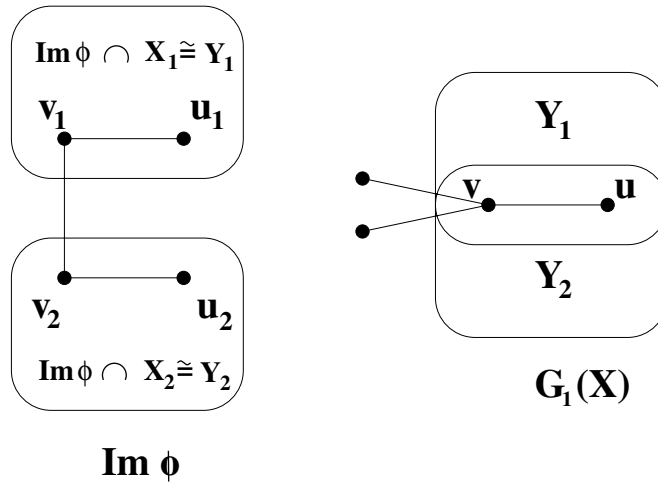 Im ϕ ∩ X₁ ≅ Y₁
v₁ u₁
v₂ u₂
Im ϕ ∩ X₂ ≅ Y₂
Im ϕ
Y₁
v u
Y₂
G₁(X)